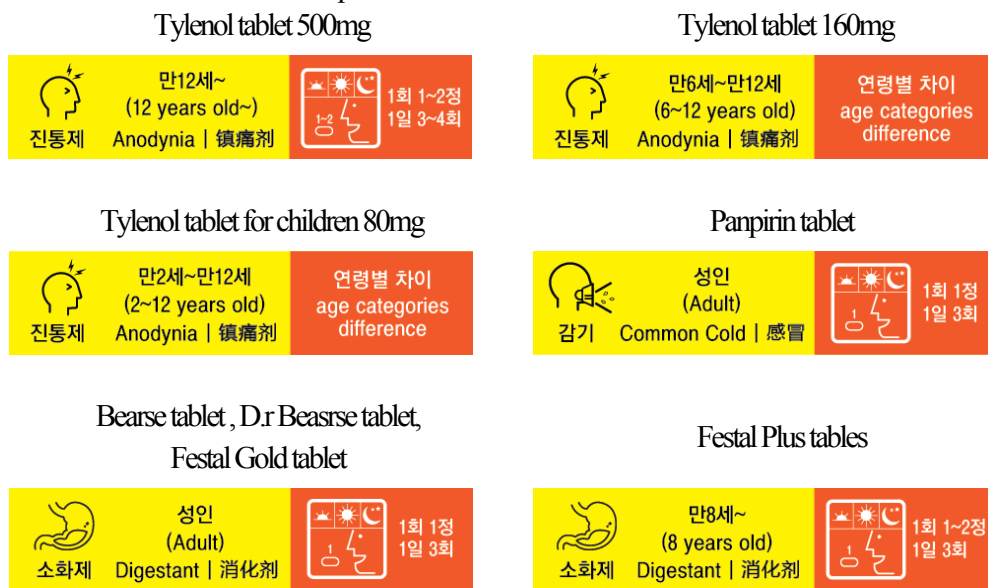 Tylenol tablet 500mg
만12세~
(12 years old~)
진통제
Anodynia | 镇痛剂
1~2
1회 1~2정
1일 3~4회
Tylenol tablet 160mg
만6세~만12세
(6~12 years old)
진통제
Anodynia | 镇痛剂
연령별 차이
age categories
difference
Tylenol tablet for children 80mg
만2세~만12세
(2~12 years old)
진통제
Anodynia | 镇痛剂
연령별 차이
age categories
difference
Panpirin tablet
성인
(Adult)
감기
Common Cold | 感冒
1
1회 1정
1일 3회
Bearse tablet , D.r Beasrse tablet,
Festal Gold tablet
성인
(Adult)
소화제
Digestant | 消化剂
1
1회 1정
1일 3회
Festal Plus tables
만8세~
(8 years old)
소화제
Digestant | 消化剂
1
1회 1~2정
1일 3회